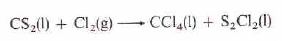 CS₂(l) + Cl₂(g) ⟶ CCl₄(l) + S₂Cl₂(l)